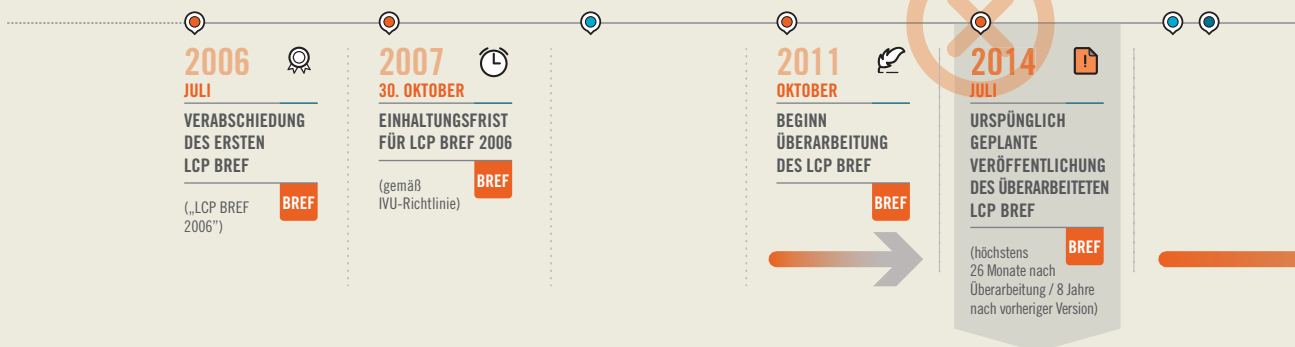 2006
JULI
VERABSCHIEDUNG
DES ERSTEN
LCP BREF
BREF
(„LCP BREF
2006”)
2007
30. OKTOBER
EINHALTUNGSFRIST
FÜR LCP BREF 2006
BREF
(gemäß
IVU-Richtlinie)
2011
OKTOBER
BEGINN
ÜBERARBEITUNG
DES LCP BREF
BREF
2014
JULI
URSPÜNGLICH
GEPLANTE
VERÖFFENTLICHUNG
DES ÜBERARBEITETEN
LCP BREF
BREF
(höchstens
26 Monate nach
Überarbeitung / 8 Jahre
nach vorheriger Version)